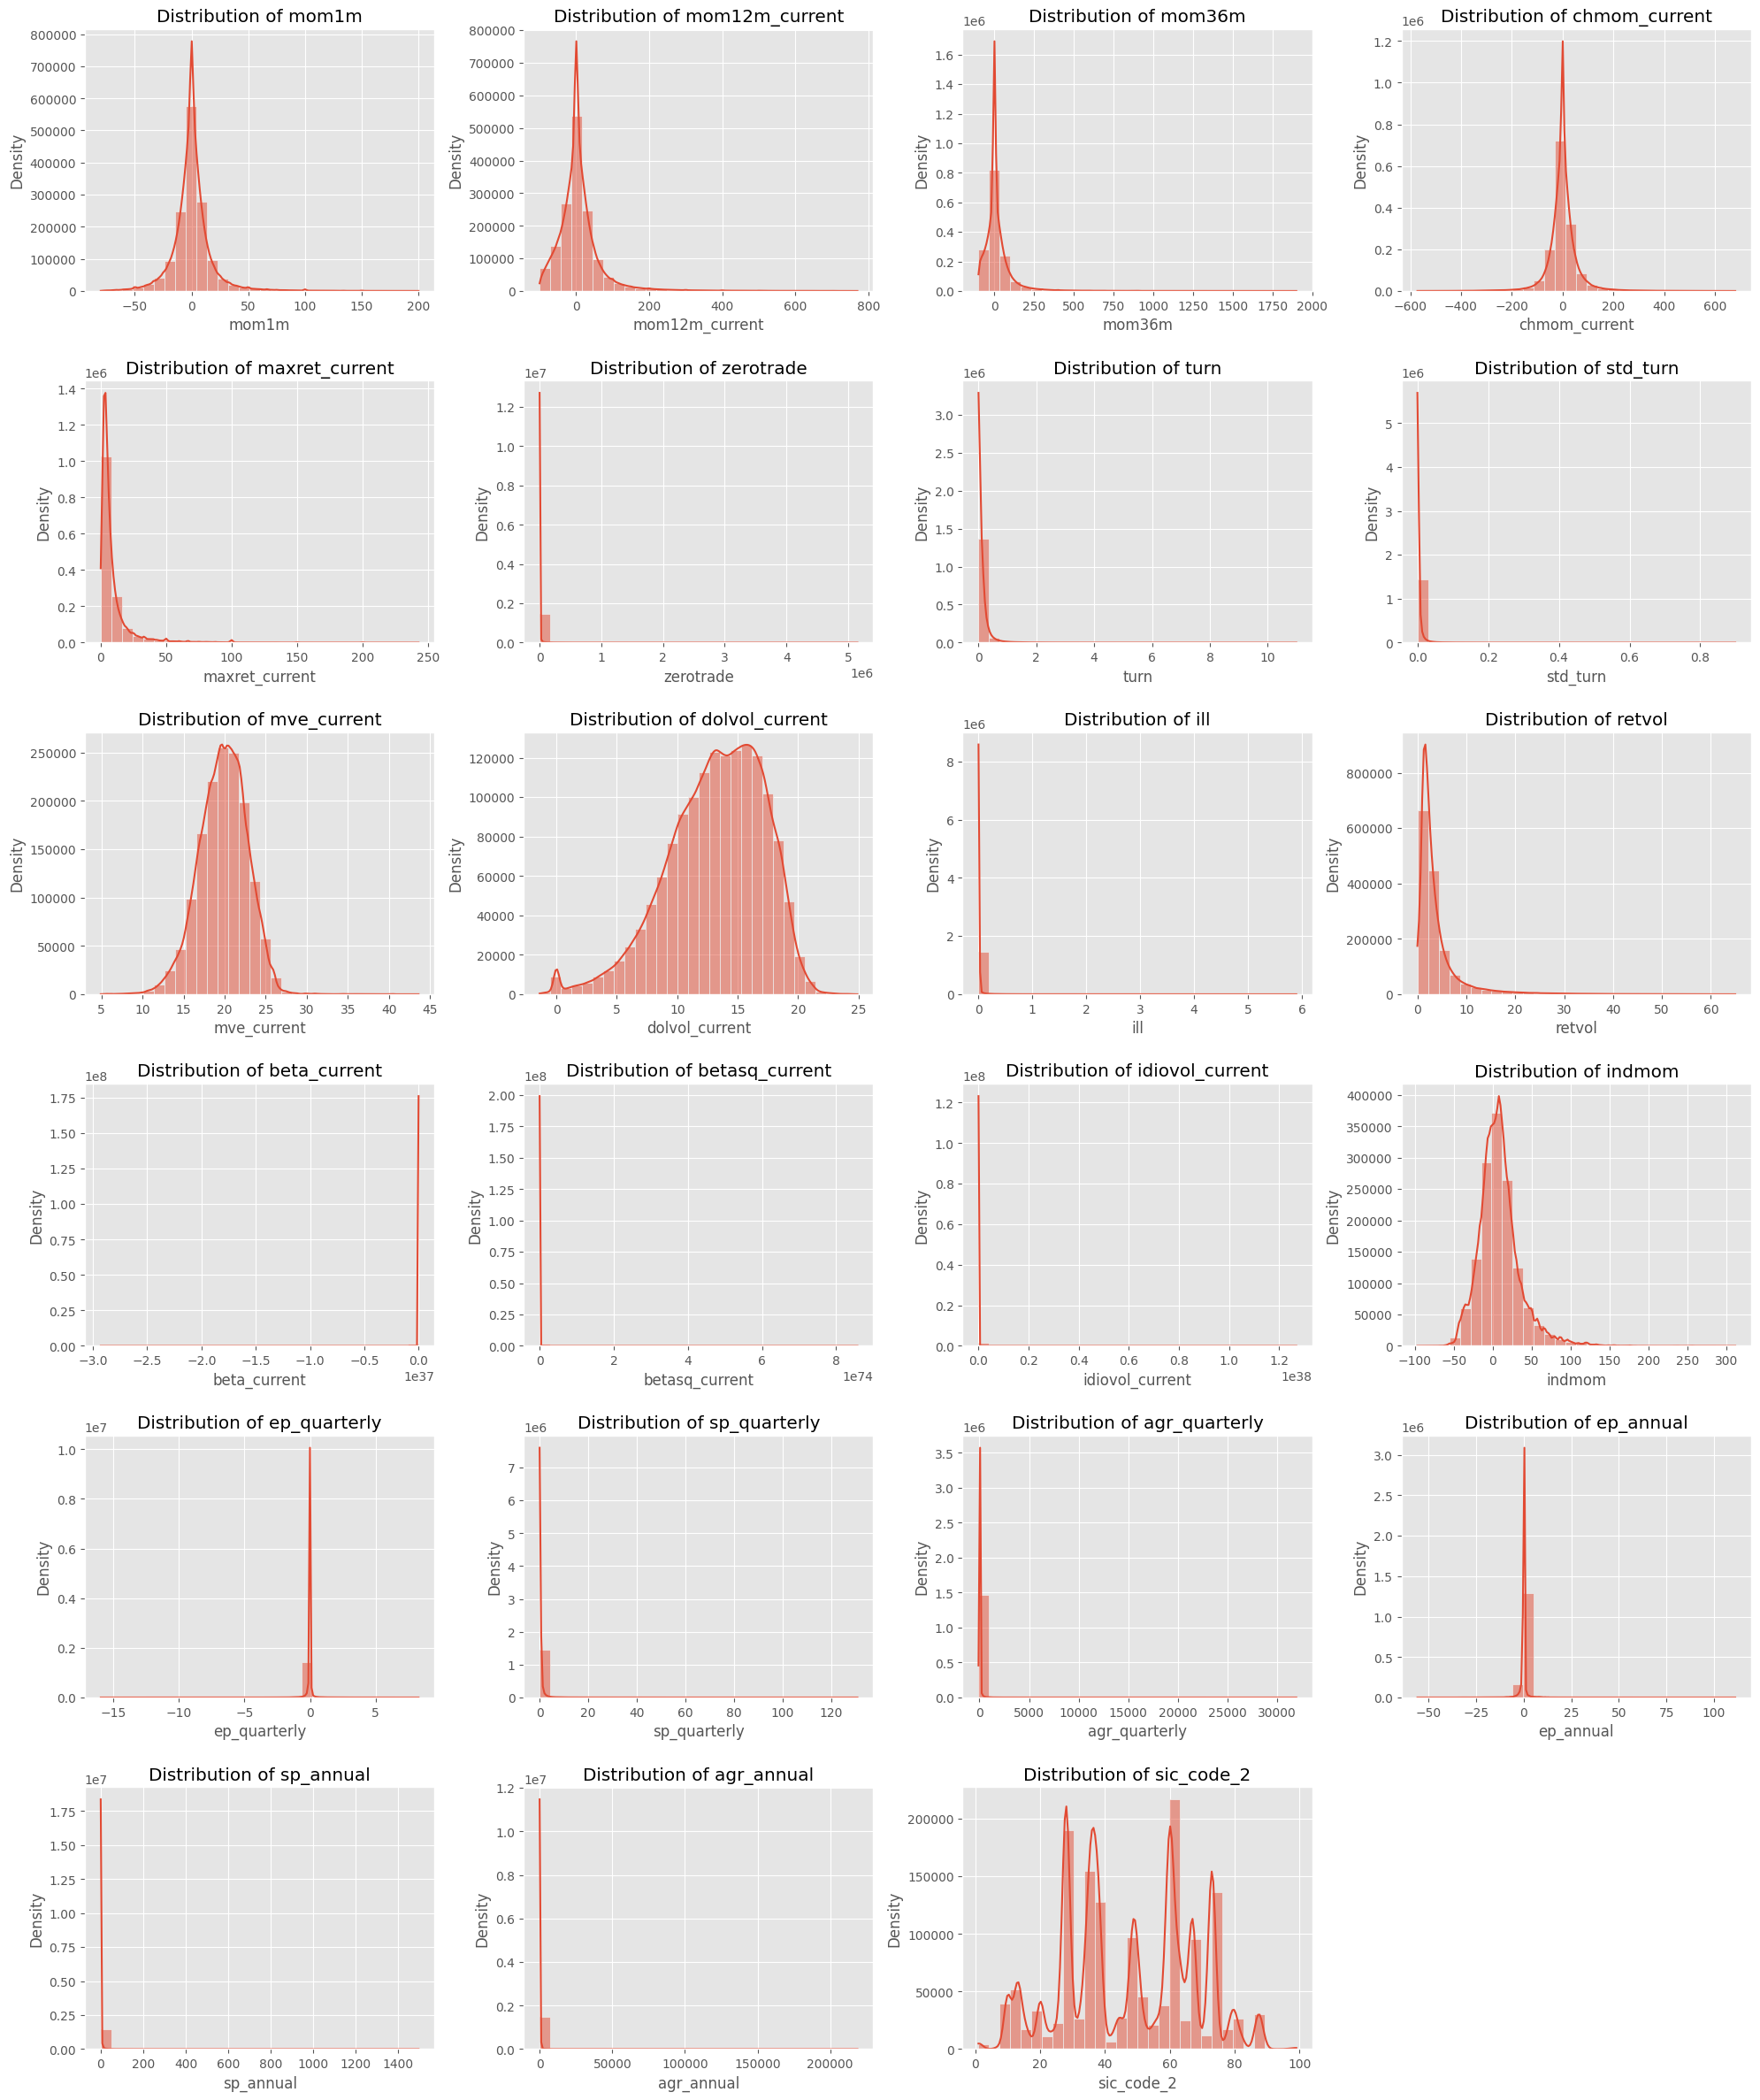 Distribution of mom1m
Density
800000
700000
600000
500000
400000
300000
200000
100000
0
−50 0 50 100 150 200
mom1m
Distribution of mom12m_current
Density
800000
700000
600000
500000
400000
300000
200000
100000
0
0 200 400 600 800
mom12m_current
Distribution of mom36m
1e6
Density
1.6
1.4
1.2
1.0
0.8
0.6
0.4
0.2
0.0
0 250 500 750 1000 1250 1500 1750 2000
mom36m
Distribution of chmom_current
1e6
Density
1.2
1.0
0.8
0.6
0.4
0.2
0.0
−600 −400 −200 0 200 400 600
chmom_current
Distribution of maxret_current
1e6
Density
1.4
1.2
1.0
0.8
0.6
0.4
0.2
0.0
0 50 100 150 200 250
maxret_current
Distribution of zerotrade
1e7
Density
1.2
1.0
0.8
0.6
0.4
0.2
0.0
0 1 2 3 4 5
1e6
zerotrade
Distribution of turn
1e6
Density
3.0
2.5
2.0
1.5
1.0
0.5
0.0
0 2 4 6 8 10
turn
Distribution of std_turn
1e6
Density
5
4
3
2
1
0
0.0 0.2 0.4 0.6 0.8
std_turn
Distribution of mve_current
Density
250000
200000
150000
100000
50000
0
5 10 15 20 25 30 35 40 45
mve_current
Distribution of dolvol_current
Density
120000
100000
80000
60000
40000
20000
0
0 5 10 15 20 25
dolvol_current
Distribution of ill
1e6
Density
8
6
4
2
0
0 1 2 3 4 5 6
ill
Distribution of retvol
Density
800000
600000
400000
200000
0
0 10 20 30 40 50 60
retvol
Distribution of beta_current
1e8
Density
1.75
1.50
1.25
1.00
0.75
0.50
0.25
0.00
−3.0 −2.5 −2.0 −1.5 −1.0 −0.5 0.0
1e37
beta_current
Distribution of betasq_current
1e8
Density
2.00
1.75
1.50
1.25
1.00
0.75
0.50
0.25
0.00
0 2 4 6 8
1e74
betasq_current
Distribution of idiovol_current
1e8
Density
1.2
1.0
0.8
0.6
0.4
0.2
0.0
0.0 0.2 0.4 0.6 0.8 1.0 1.2
1e38
idiovol_current
Distribution of indmom
Density
400000
350000
300000
250000
200000
150000
100000
50000
0
−100 −50 0 50 100 150 200 250 300
indmom
Distribution of ep_quarterly
1e7
Density
1.0
0.8
0.6
0.4
0.2
0.0
−15 −10 −5 0 5
ep_quarterly
Distribution of sp_quarterly
1e6
Density
7
6
5
4
3
2
1
0
0 20 40 60 80 100 120
sp_quarterly
Distribution of agr_quarterly
1e6
Density
3.5
3.0
2.5
2.0
1.5
1.0
0.5
0.0
0 5000 10000 15000 20000 25000 30000
agr_quarterly
Distribution of ep_annual
1e6
Density
3.0
2.5
2.0
1.5
1.0
0.5
0.0
−50 −25 0 25 50 75 100
ep_annual
Distribution of sp_annual
1e7
Density
1.75
1.50
1.25
1.00
0.75
0.50
0.25
0.00
0 200 400 600 800 1000 1200 1400
sp_annual
Distribution of agr_annual
1e7
Density
1.2
1.0
0.8
0.6
0.4
0.2
0.0
0 50000 100000 150000 200000
agr_annual
Distribution of sic_code_2
Density
200000
150000
100000
50000
0
0 20 40 60 80 100
sic_code_2